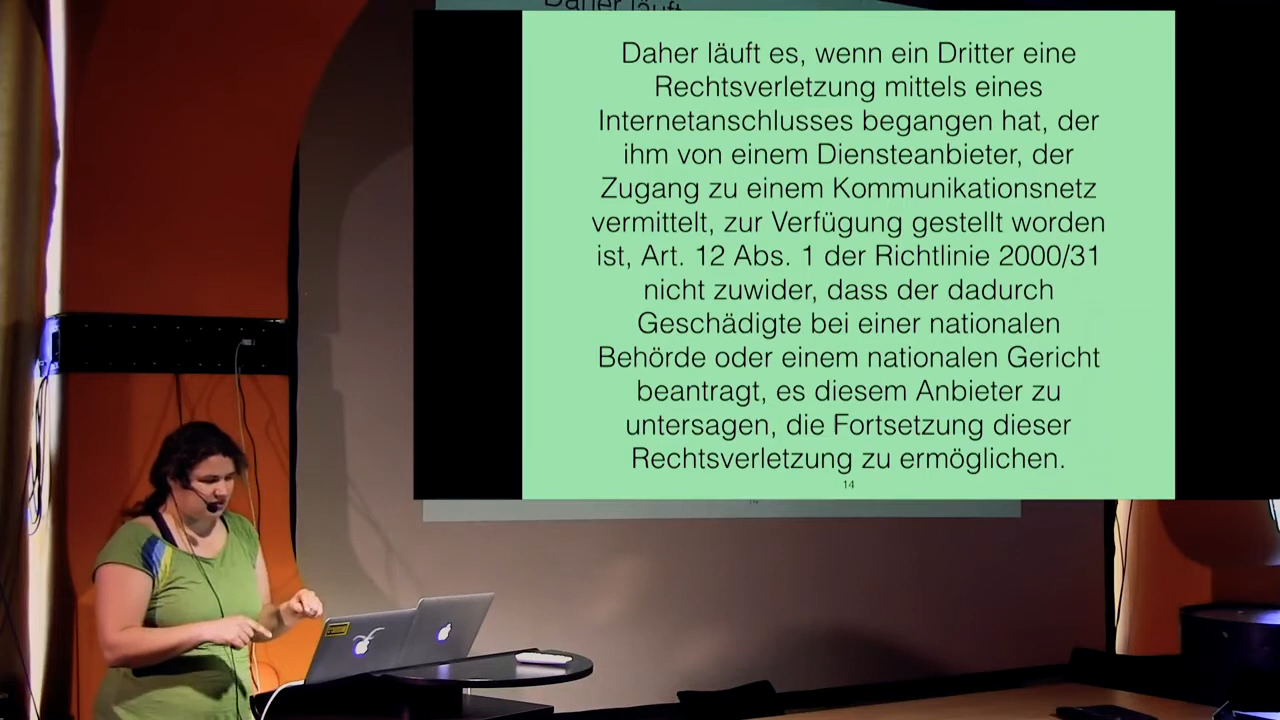 Daher läuft
Daher läuft es, wenn ein Dritter eine
Rechtsverletzung mittels eines
Internetanschlusses begangen hat, der
ihm von einem Diensteanbieter, der
Zugang zu einem Kommunikationsnetz
vermittelt, zur Verfügung gestellt worden
ist, Art. 12 Abs. 1 der Richtlinie 2000/31
nicht zuwider, dass der dadurch
Geschädigte bei einer nationalen
Behörde oder einem nationalen Gericht
beantragt, es diesem Anbieter zu
untersagen, die Fortsetzung dieser
Rechtsverletzung zu ermöglichen.
14